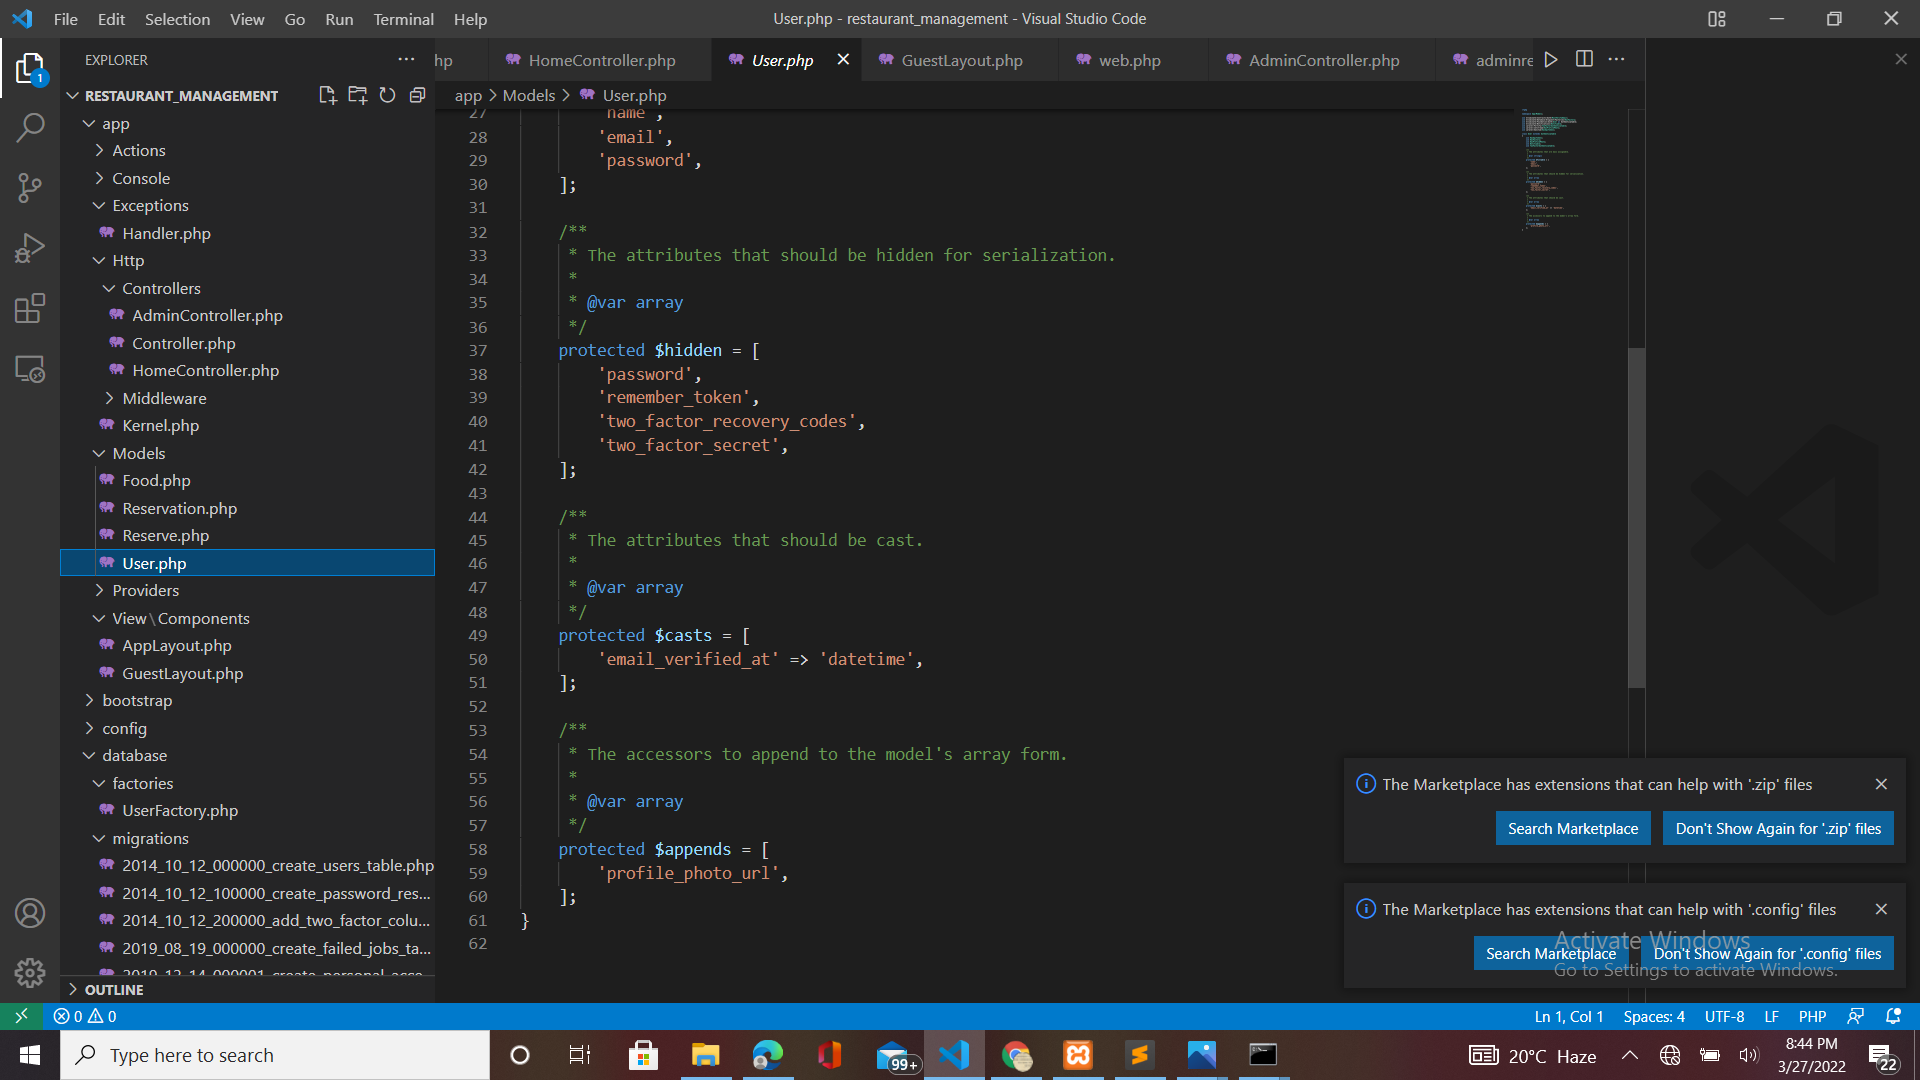 File Edit Selection View Go Run Terminal Help
User.php - restaurant_management - Visual Studio Code
EXPLORER
hp
HomeController.php
User.php
GuestLayout.php
web.php
AdminController.php
adminre
RESTAURANT_MANAGEMENT
app > Models > User.php
app
Actions
Console
Exceptions
Handler.php
Http
Controllers
AdminController.php
Controller.php
HomeController.php
Middleware
Kernel.php
Models
Food.php
Reservation.php
Reserve.php
User.php
Providers
View\Components
AppLayout.php
GuestLayout.php
bootstrap
config
database
factories
UserFactory.php
migrations
2014_10_12_000000_create_users_table.php
2014_10_12_100000_create_password_res...
2014_10_12_200000_add_two_factor_colu...
2019_08_19_000000_create_failed_jobs_ta...
2019_12_14_000001_create_personal_acce...
OUTLINE
27 'name',
28 'email',
29 'password',
30 ];
31
32 /**
33 * The attributes that should be hidden for serialization.
34 *
35 * @var array
36 */
37 protected $hidden = [
38 'password',
39 'remember_token',
40 'two_factor_recovery_codes',
41 'two_factor_secret',
42 ];
43
44 /**
45 * The attributes that should be cast.
46 *
47 * @var array
48 */
49 protected $casts = [
50 'email_verified_at' => 'datetime',
51 ];
52
53 /**
54 * The accessors to append to the model's array form.
55 *
56 * @var array
57 */
58 protected $appends = [
59 'profile_photo_url',
60 ];
61 }
62
The Marketplace has extensions that can help with '.zip' files
Search Marketplace
Don't Show Again for '.zip' files
The Marketplace has extensions that can help with '.config' files
Search Marketplace
Don't Show Again for '.config' files
Activate Windows
Go to Settings to activate Windows.
1
0 0
Ln 1, Col 1
Spaces: 4
UTF-8
LF
PHP
Type here to search
99+
20°C Haze
8:44 PM
3/27/2022
22